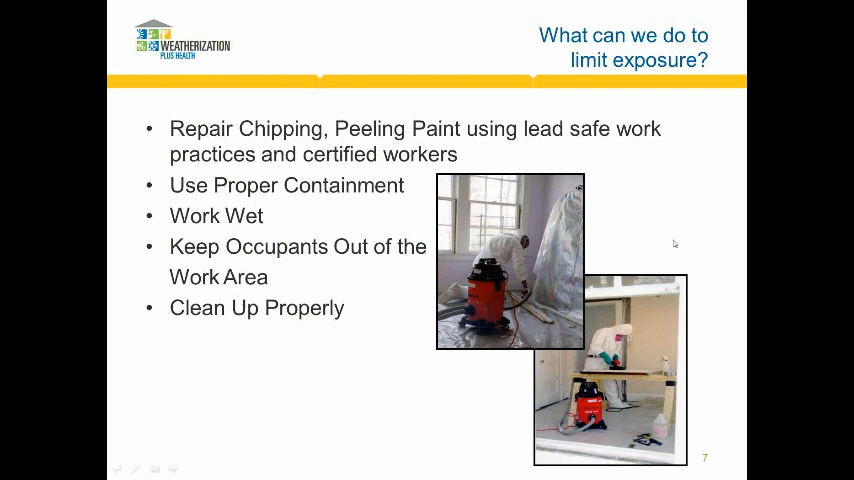 WEATHERIZATION
PLUS HEALTH
What can we do to
limit exposure?
• Repair Chipping, Peeling Paint using lead safe work
practices and certified workers
• Use Proper Containment
• Work Wet
• Keep Occupants Out of the
Work Area
• Clean Up Properly
7